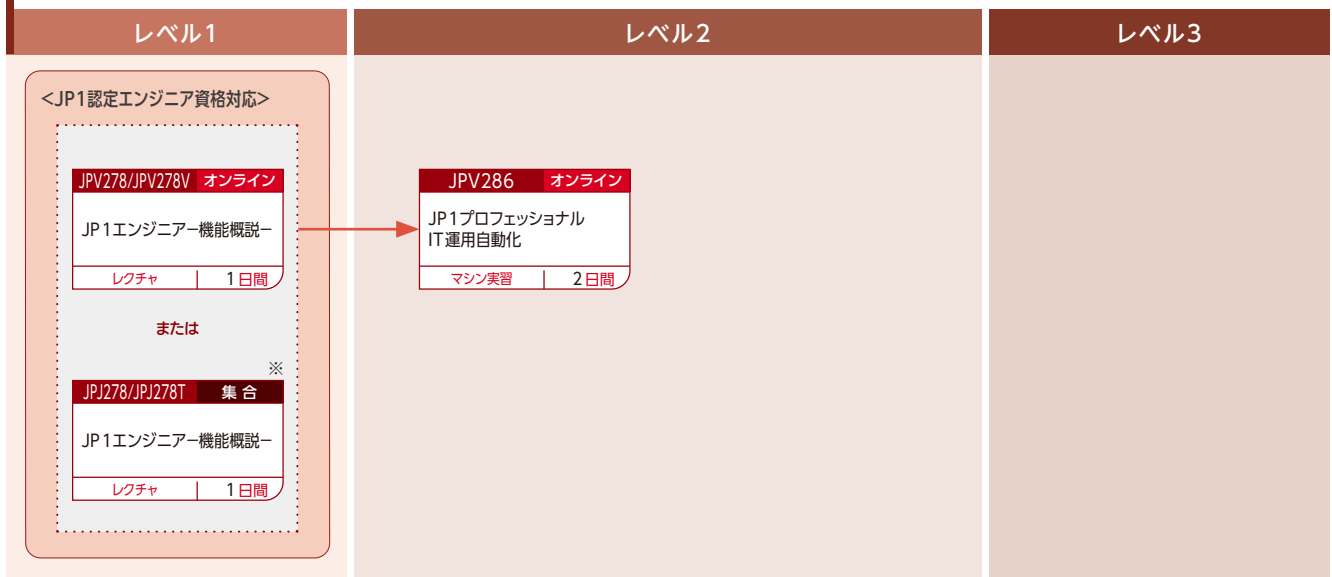 レベル1
レベル2
レベル3
<JP1認定エンジニア資格対応>
JPV278/JPV278V オンライン
JP1エンジニアー機能概説ー
レクチャ 1日間
または
※
JPJ278/JPJ278T 集合
JP1エンジニアー機能概説ー
レクチャ 1日間
JPV286 オンライン
JP1プロフェッショナル
IT運用自動化
マシン実習 2日間